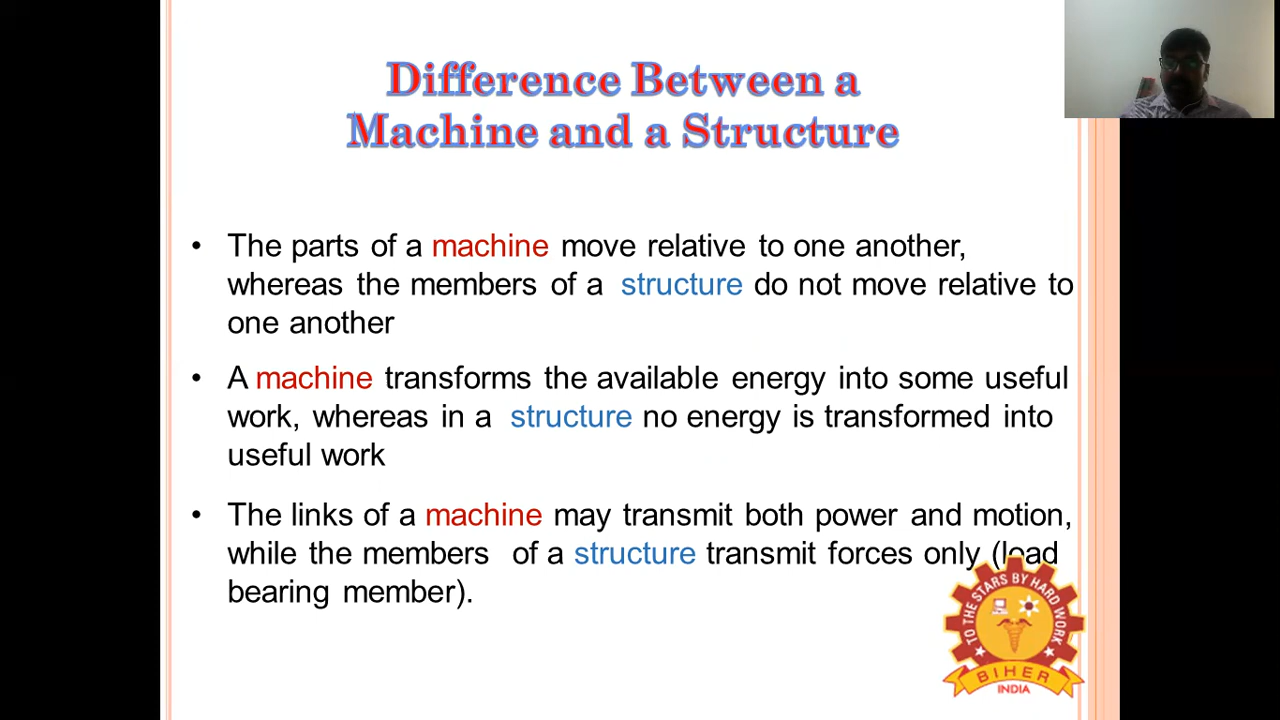 Difference Between a
Machine and a Structure
• The parts of a machine move relative to one another,
whereas the members of a structure do not move relative to
one another
• A machine transforms the available energy into some useful
work, whereas in a structure no energy is transformed into
useful work
• The links of a machine may transmit both power and motion,
while the members of a structure transmit forces only (load
bearing member).
TO THE STARS BY HARD WORK
BIHER
INDIA